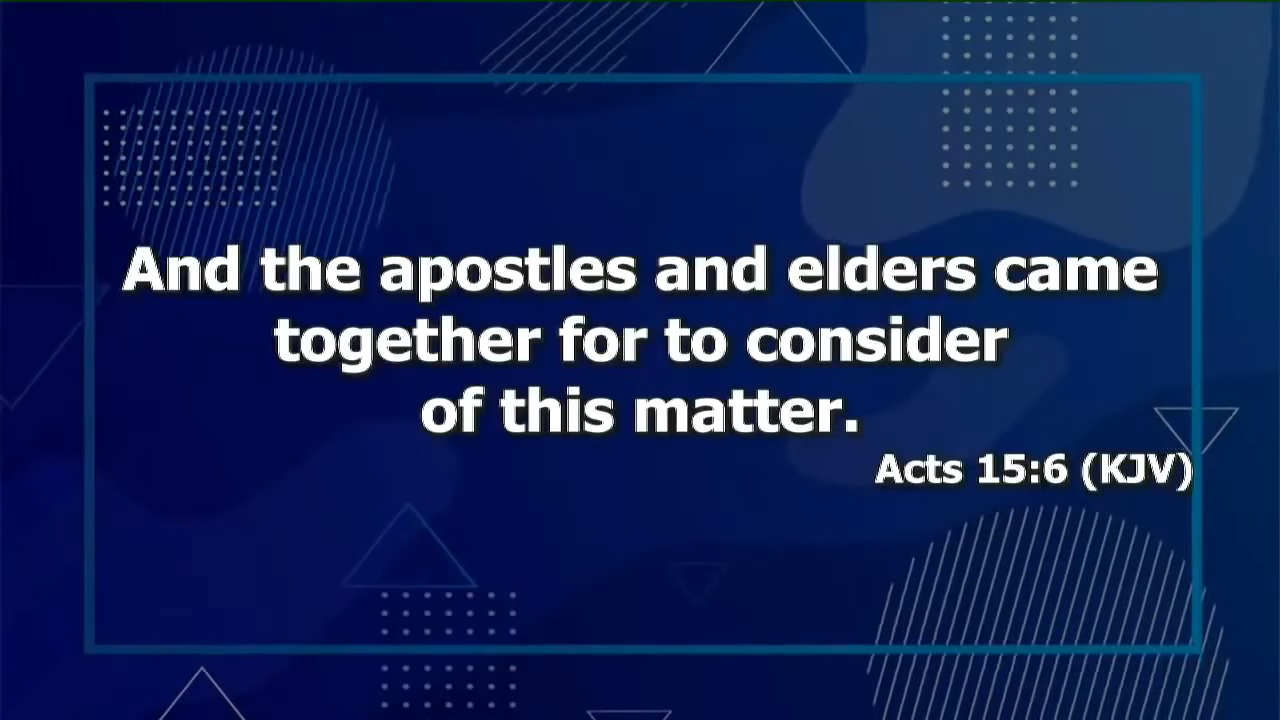 And the apostles and elders came
together for to consider
of this matter.
Acts 15:6 (KJV)